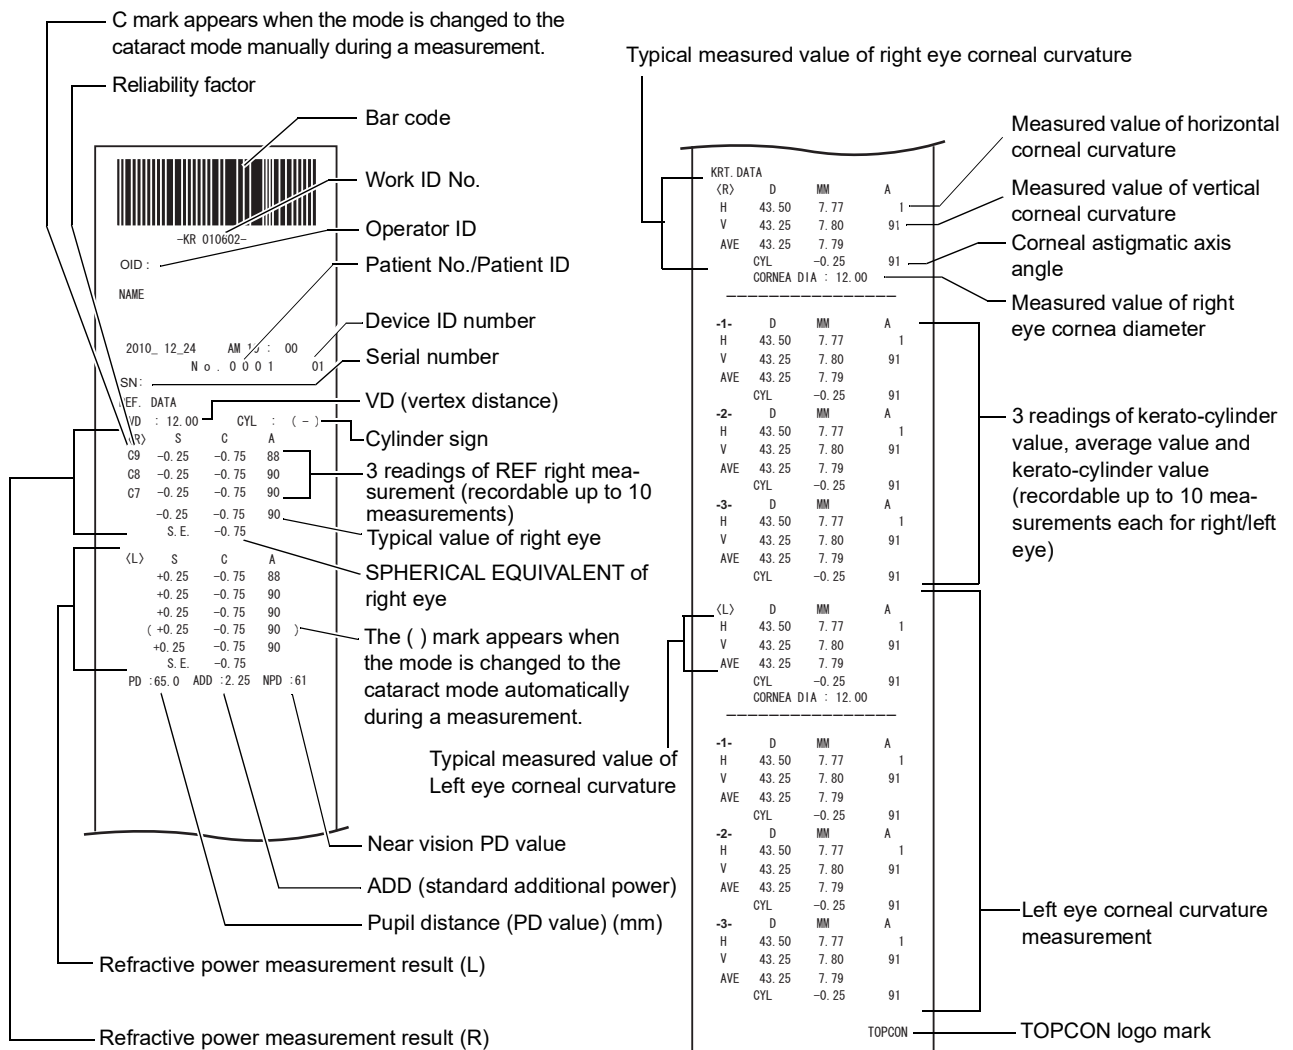 C mark appears when the mode is changed to the
cataract mode manually during a measurement.
Reliability factor
Bar code
Work ID No.
Operator ID
Patient No./Patient ID
Device ID number
Serial number
VD (vertex distance)
Cylinder sign
3 readings of REF right mea-
surement (recordable up to 10
measurements)
Typical value of right eye
SPHERICAL EQUIVALENT of
right eye
The ( ) mark appears when
the mode is changed to the
cataract mode automatically
during a measurement.
Near vision PD value
ADD (standard additional power)
Pupil distance (PD value) (mm)
Refractive power measurement result (L)
Refractive power measurement result (R)
-KR 010602-
OID :
NAME
2010_ 12_24 AM : 00
No. 0001 01
SN:
DATA
: 12.00 CYL : ( - )
S C A
C9 -0.25 -0.75 88
C8 -0.25 -0.75 90
C7 -0.25 -0.75 90
-0.25 -0.75 90
S.E. -0.75
<L> S C A
+0.25 -0.75 88
+0.25 -0.75 90
+0.25 -0.75 90
( +0.25 -0.75 90 )
+0.25 -0.75 90
S.E. -0.75
PD :65.0 ADD :2.25 NPD :61
Typical measured value of right eye corneal curvature
KRT.DATA
<R> D MM A
H 43.50 7.77 1
V 43.25 7.80 91
AVE 43.25 7.79
CYL -0.25 91
CORNEA DIA : 12.00
-1- D MM A
H 43.50 7.77 1
V 43.25 7.80 91
AVE 43.25 7.79
CYL -0.25 91
-2- D MM A
H 43.50 7.77 1
V 43.25 7.80 91
AVE 43.25 7.79
CYL -0.25 91
-3- D MM A
H 43.50 7.77 1
V 43.25 7.80 91
AVE 43.25 7.79
CYL -0.25 91
<L> D MM A
H 43.50 7.77 1
V 43.25 7.80 91
AVE 43.25 7.79
CYL -0.25 91
CORNEA DIA : 12.00
-1- D MM A
H 43.50 7.77 1
V 43.25 7.80 91
AVE 43.25 7.79
CYL -0.25 91
-2- D MM A
H 43.50 7.77 1
V 43.25 7.80 91
AVE 43.25 7.79
CYL -0.25 91
-3- D MM A
H 43.50 7.77 1
V 43.25 7.80 91
AVE 43.25 7.79
CYL -0.25 91
TOPCON
Measured value of horizontal
corneal curvature
Measured value of vertical
corneal curvature
Corneal astigmatic axis
angle
Measured value of right
eye cornea diameter
3 readings of kerato-cylinder
value, average value and
kerato-cylinder value
(recordable up to 10 mea-
surements each for right/left
eye)
Typical measured value of
Left eye corneal curvature
Left eye corneal curvature
measurement
TOPCON logo mark